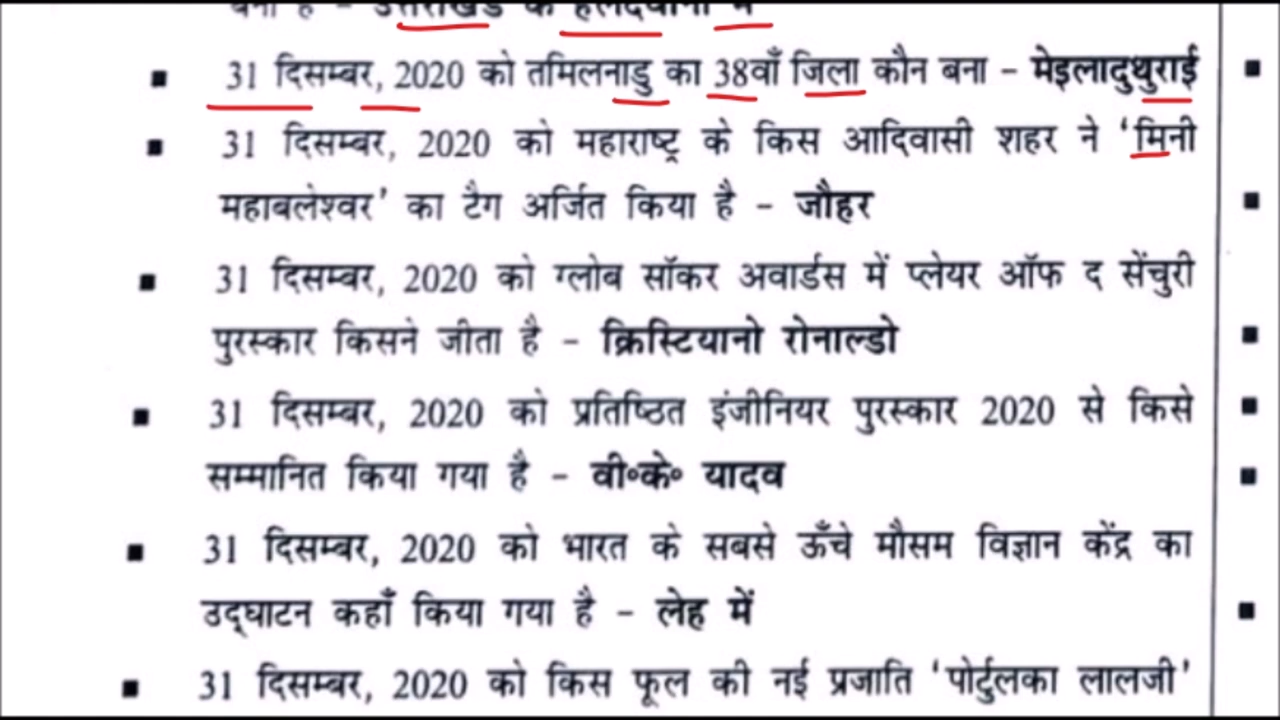 उत्तराखंड के हल्द्वानी में
31 दिसम्बर, 2020 को तमिलनाडु का 38वाँ जिला कौन बना – मेइलादुथुराई
31 दिसम्बर, 2020 को महाराष्ट्र के किस आदिवासी शहर ने ‘मिनी
महाबलेश्वर’ का टैग अर्जित किया है – जौहर
31 दिसम्बर, 2020 को ग्लोब सॉकर अवार्डस में प्लेयर ऑफ द सेंचुरी
पुरस्कार किसने जीता है – क्रिस्टियानो रोनाल्डो
31 दिसम्बर, 2020 को प्रतिष्ठित इंजीनियर पुरस्कार 2020 से किसे
सम्मानित किया गया है – वी॰के॰ यादव
31 दिसम्बर, 2020 को भारत के सबसे ऊँचे मौसम विज्ञान केंद्र का
उद्घाटन कहाँ किया गया है – लेह में
31 दिसम्बर, 2020 को किस फूल की नई प्रजाति ‘पोर्टुलका लालजी’